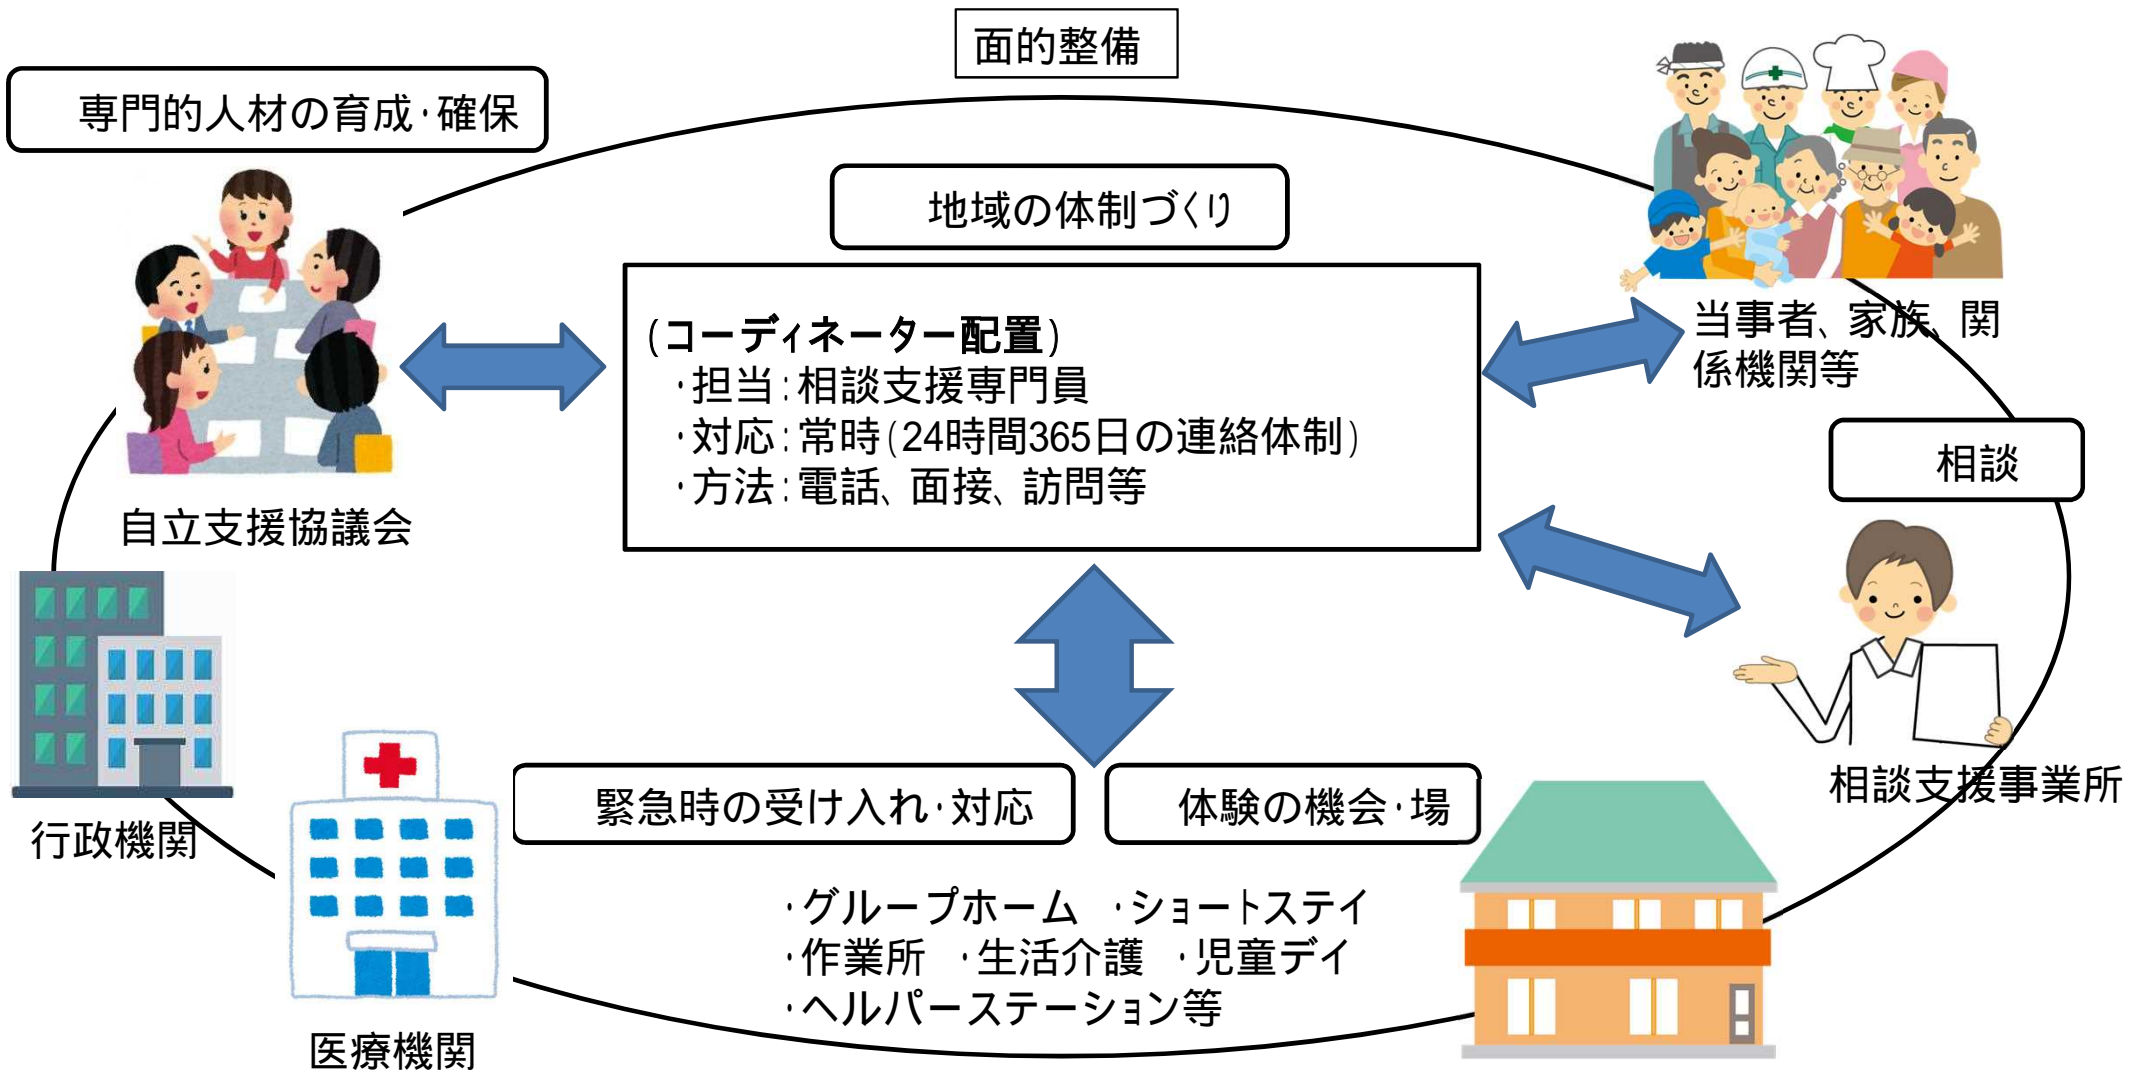 面的整備
専門的人材の育成・確保
地域の体制づくり
(コーディネーター配置)
・担当:相談支援専門員
・対応:常時(24時間365日の連絡体制)
・方法:電話、面接、訪問等
当事者、家族、関
係機関等
相談
自立支援協議会
相談支援事業所
行政機関
緊急時の受け入れ・対応
体験の機会・場
・グループホーム ・ショートステイ
・作業所 ・生活介護 ・児童デイ
・ヘルパーステーション等
医療機関